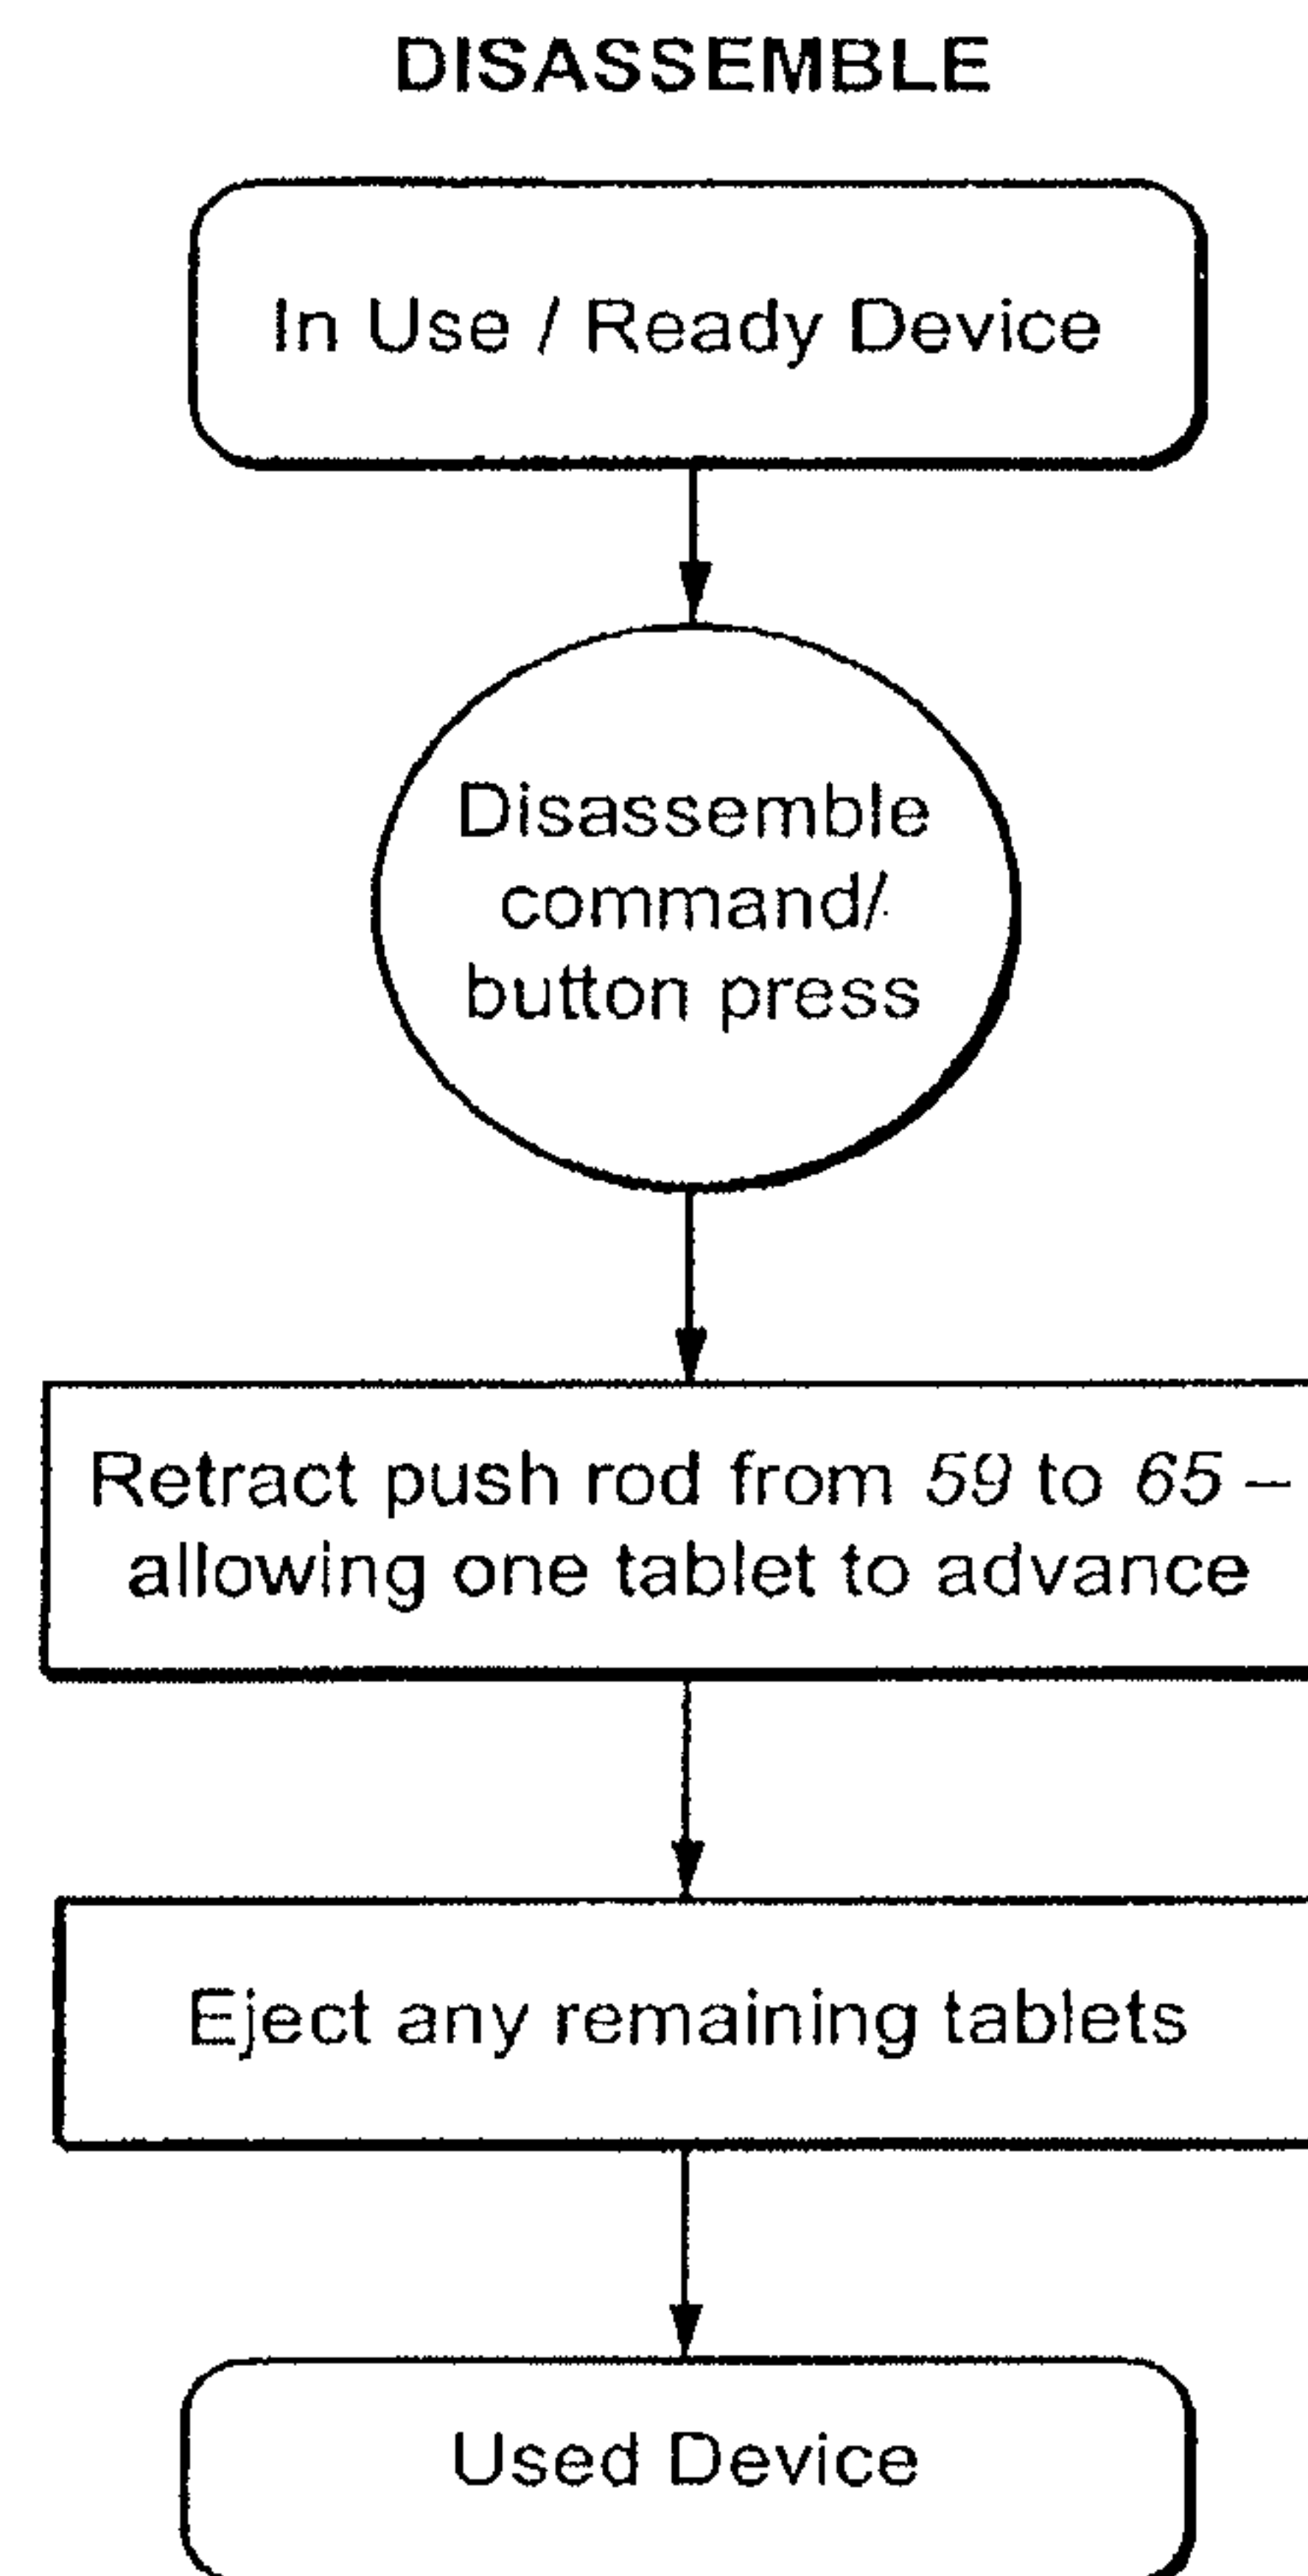 DISASSEMBLE
In Use / Ready Device
Disassemble
command/
button press
Retract push rod from 59 to 65 –
allowing one tablet to advance
Eject any remaining tablets
Used Device